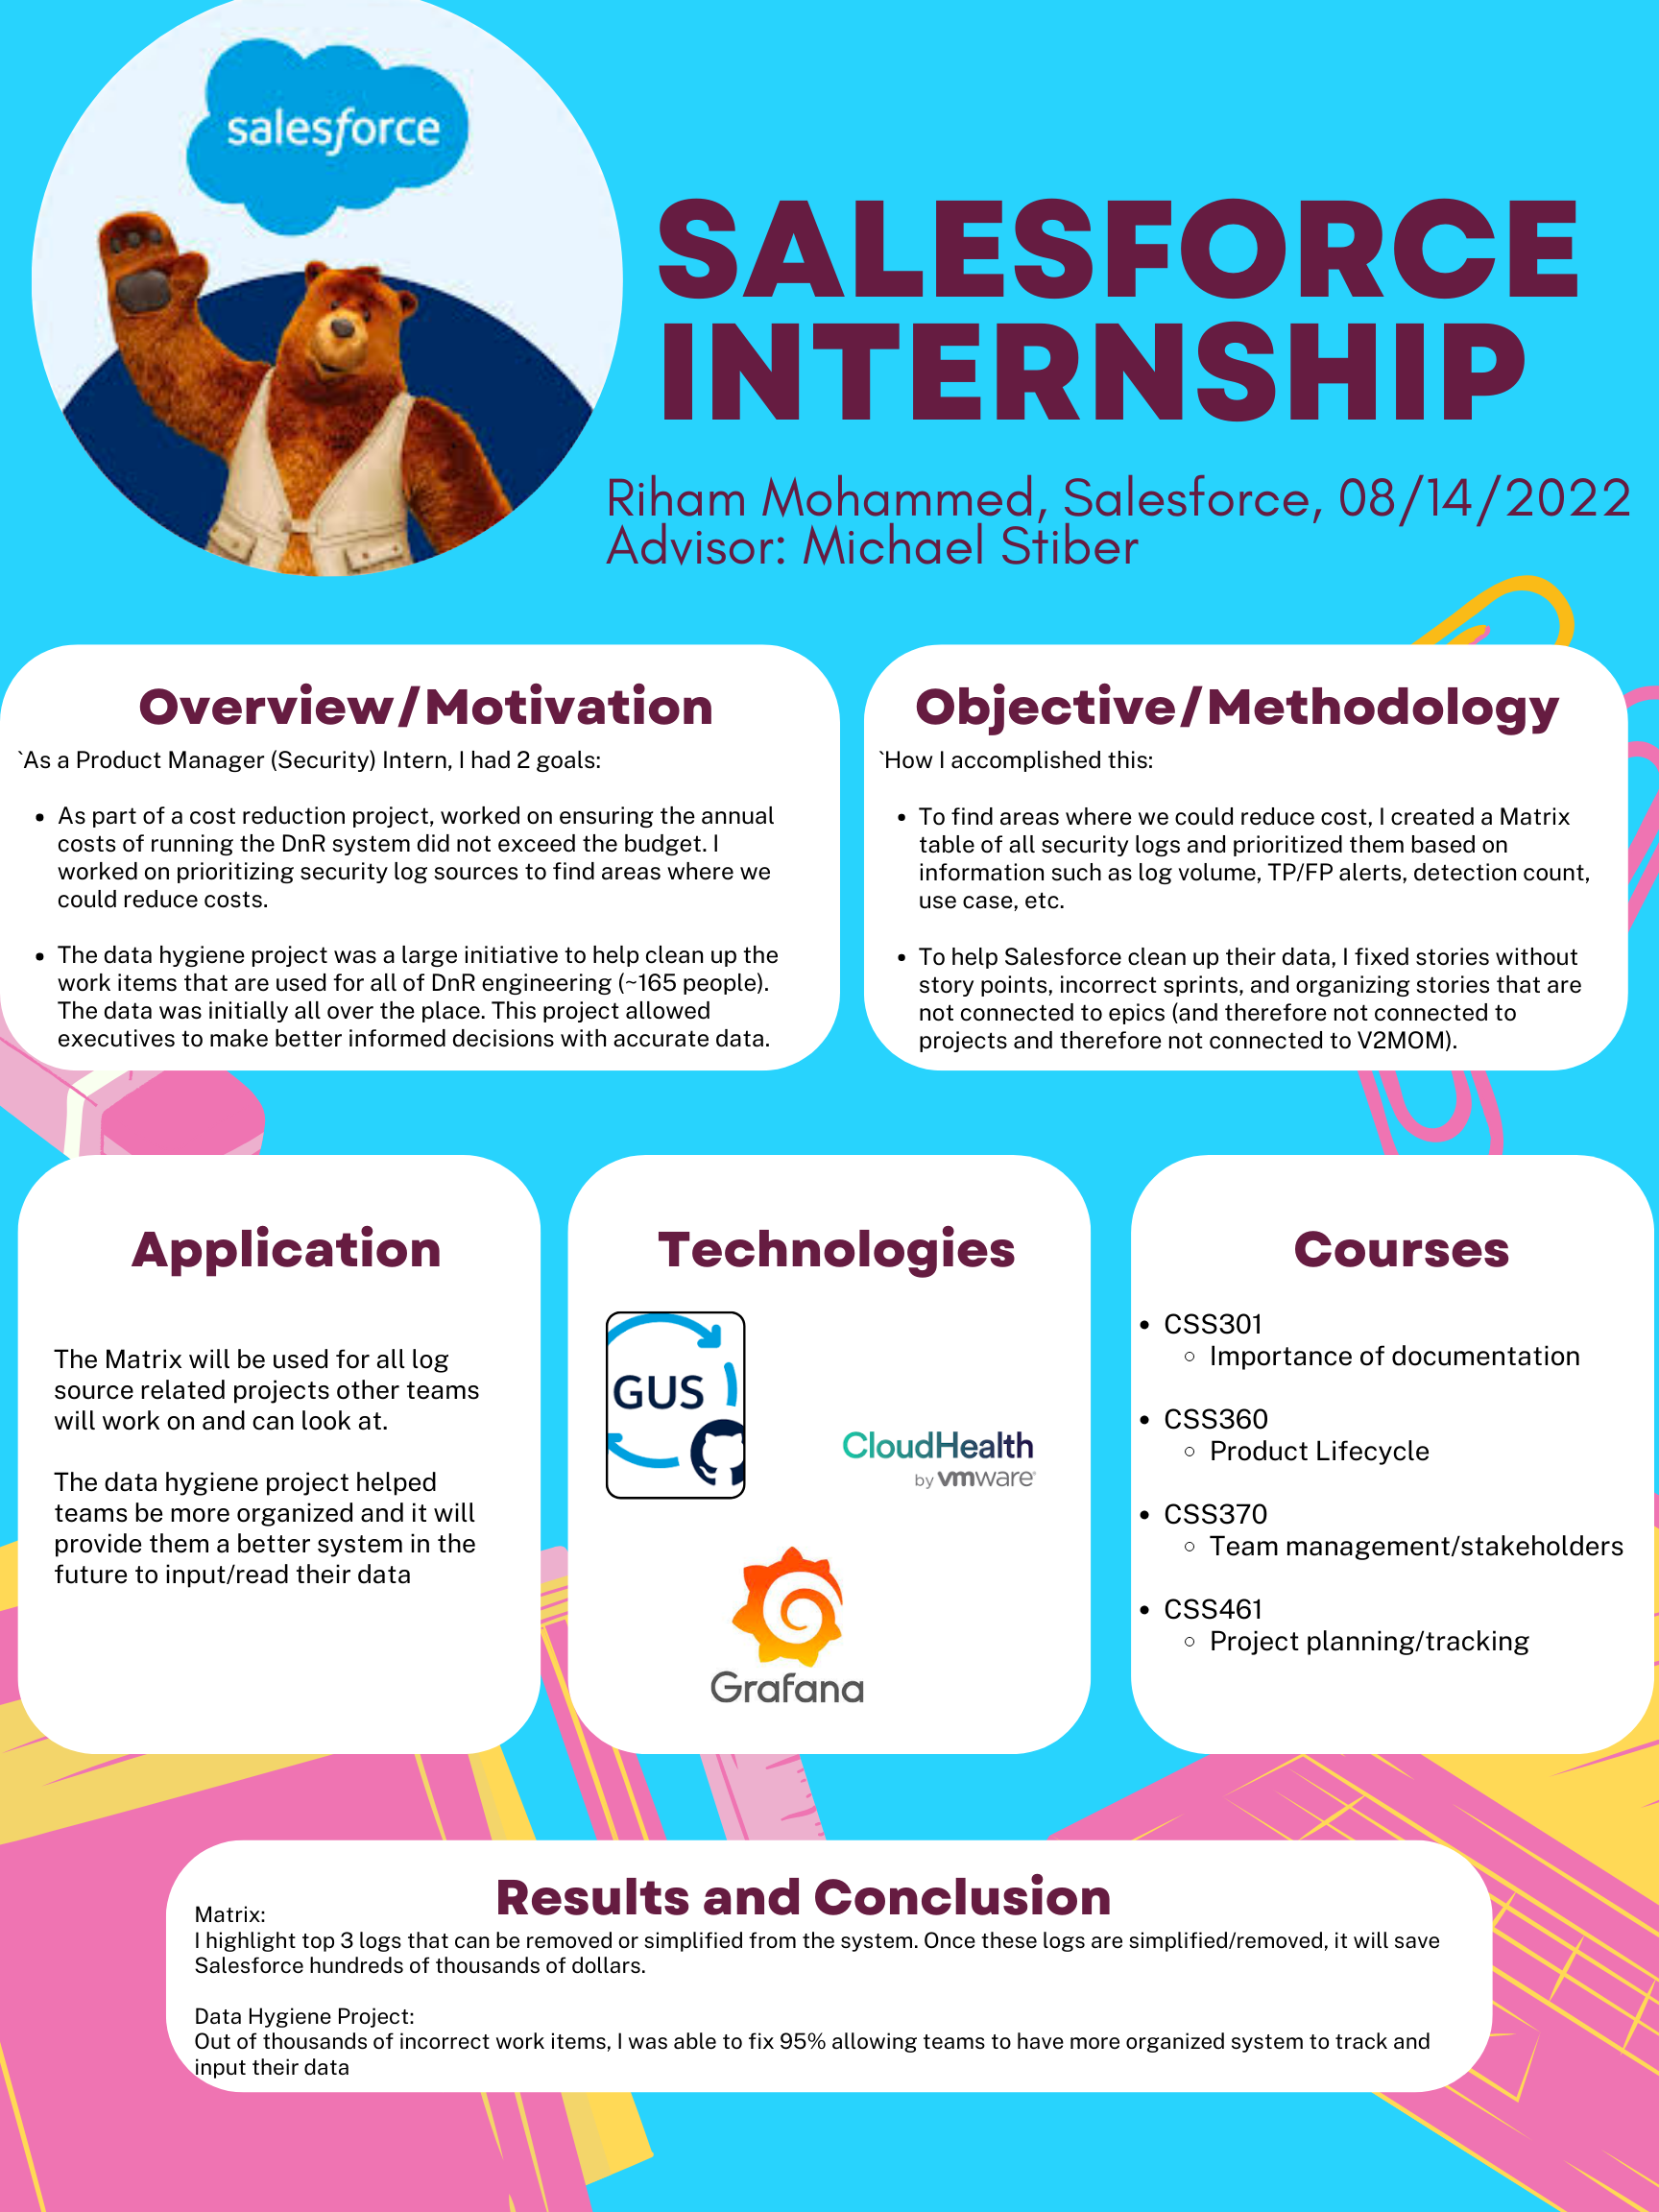 salesforce
SALESFORCE
INTERNSHIP
Riham Mohammed, Salesforce, 08/14/2022
Advisor: Michael Stiber
Overview/Motivation
`As a Product Manager (Security) Intern, I had 2 goals:
• As part of a cost reduction project, worked on ensuring the annual
costs of running the DnR system did not exceed the budget. I
worked on prioritizing security log sources to find areas where we
could reduce costs.
• The data hygiene project was a large initiative to help clean up the
work items that are used for all of DnR engineering (~165 people).
The data was initially all over the place. This project allowed
executives to make better informed decisions with accurate data.
Objective/Methodology
`How I accomplished this:
• To find areas where we could reduce cost, I created a Matrix
table of all security logs and prioritized them based on
information such as log volume, TP/FP alerts, detection count,
use case, etc.
• To help Salesforce clean up their data, I fixed stories without
story points, incorrect sprints, and organizing stories that are
not connected to epics (and therefore not connected to
projects and therefore not connected to V2MOM).
Application
The Matrix will be used for all log
source related projects other teams
will work on and can look at.
The data hygiene project helped
teams be more organized and it will
provide them a better system in the
future to input/read their data
Technologies
GUS
CloudHealth
by vmware®
Grafana
Courses
• CSS301
◦ Importance of documentation
• CSS360
◦ Product Lifecycle
• CSS370
◦ Team management/stakeholders
• CSS461
◦ Project planning/tracking
Results and Conclusion
Matrix:
I highlight top 3 logs that can be removed or simplified from the system. Once these logs are simplified/removed, it will save
Salesforce hundreds of thousands of dollars.
Data Hygiene Project:
Out of thousands of incorrect work items, I was able to fix 95% allowing teams to have more organized system to track and
input their data